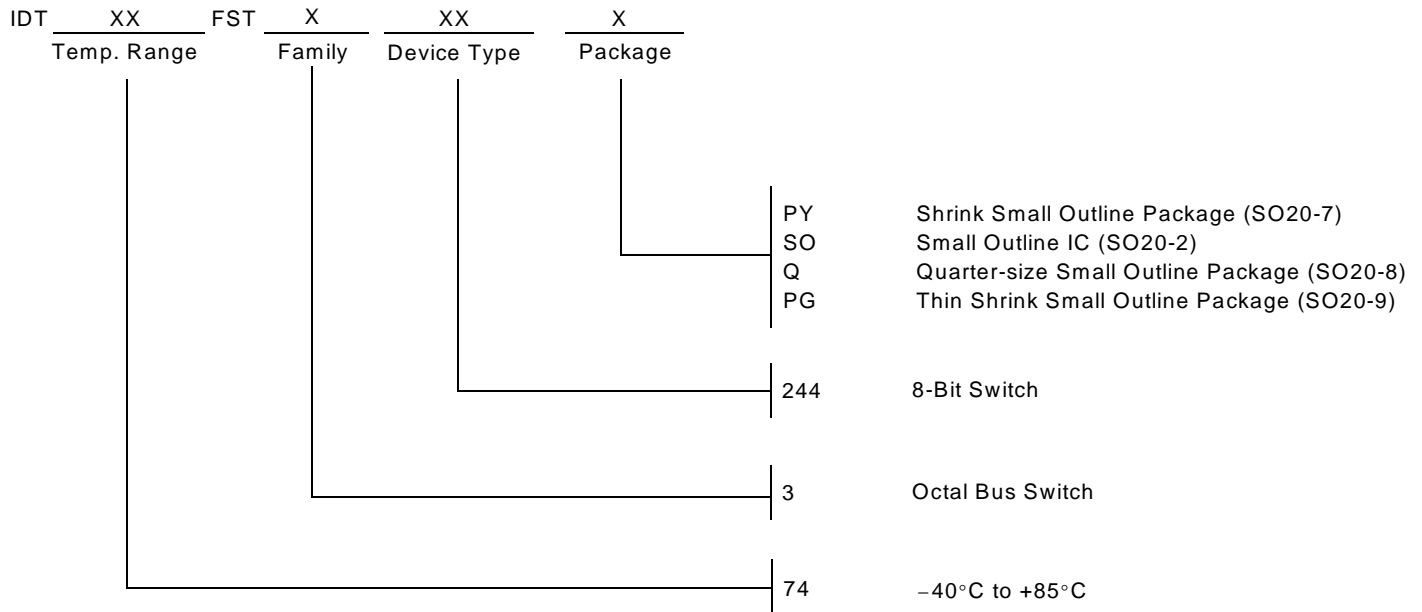 IDT XX FST X XX X
Temp. Range Family Device Type Package
PY Shrink Small Outline Package (SO20-7)
SO Small Outline IC (SO20-2)
Q Quarter-size Small Outline Package (SO20-8)
PG Thin Shrink Small Outline Package (SO20-9)
244 8-Bit Switch
3 Octal Bus Switch
74 −40°C to +85°C